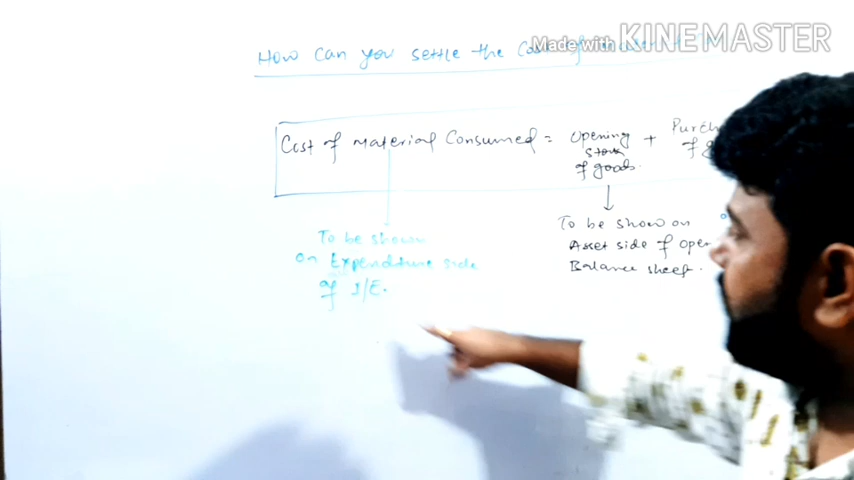 How can you settle the
Made with KINEMASTER
Cost of Material Consumed = Opening + Purch
Stock of
of goods.
To be shown
on Expenditure side
of I/E.
To be shown on
Asset side of open
Balance sheet.